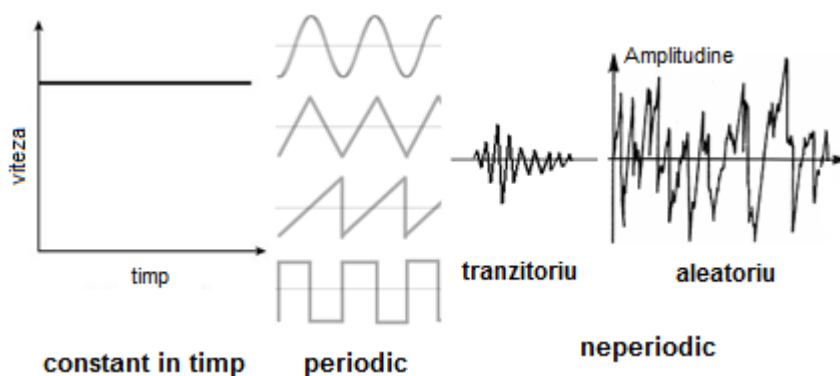 viteza
timp
constant in timp
periodic
Amplitudine
tranzitoriu
aleatoriu
neperiodic